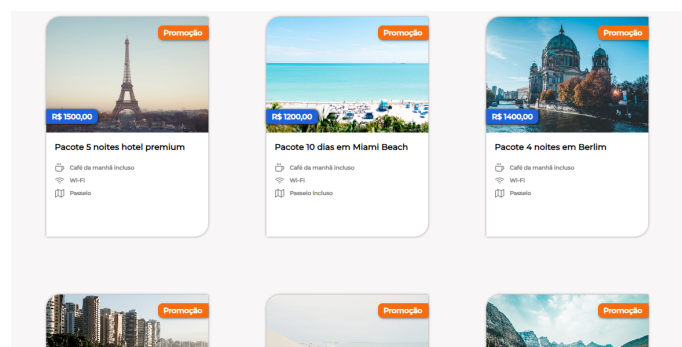 Promoção
R$ 1500,00
Pacote 5 noites hotel premium
Café da manhã incluso
Wi-Fi
Passeio
Promoção
R$ 1200,00
Pacote 10 dias em Miami Beach
Café da manhã incluso
Wi-Fi
Passeio incluso
Promoção
R$ 1400,00
Pacote 4 noites em Berlim
Café da manhã incluso
Wi-Fi
Passeio
Promoção
Promoção
Promoção